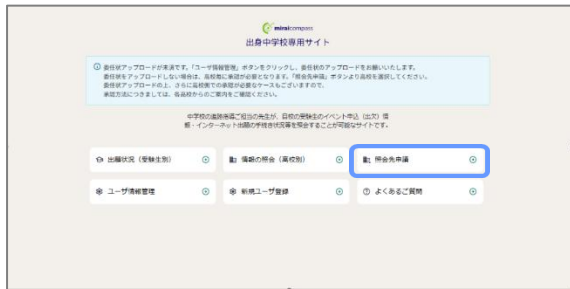 miraicompass
出身中学校専用サイト
委任状アップロードが未済です。「ユーザ情報管理」ボタンをクリックし、委任状のアップロードをお願いいたします。
委任状をアップロードしない場合は、高校毎に承認が必要となります。「照会先申請」ボタンより高校を選択してください。
委任状アップロードの上、さらに高校側での承認が必要なケースもございますので、
承認方法につきましては、各高校からのご案内をご確認ください。
中学校の進路指導ご担当の先生が、自校の受験生のイベント申込（出欠）情
報・インターネット出願の手続き状況等を照会することが可能なサイトです。
出願状況（受験生別）
情報の照会（高校別）
照会先申請
ユーザ情報管理
新規ユーザ登録
よくあるご質問